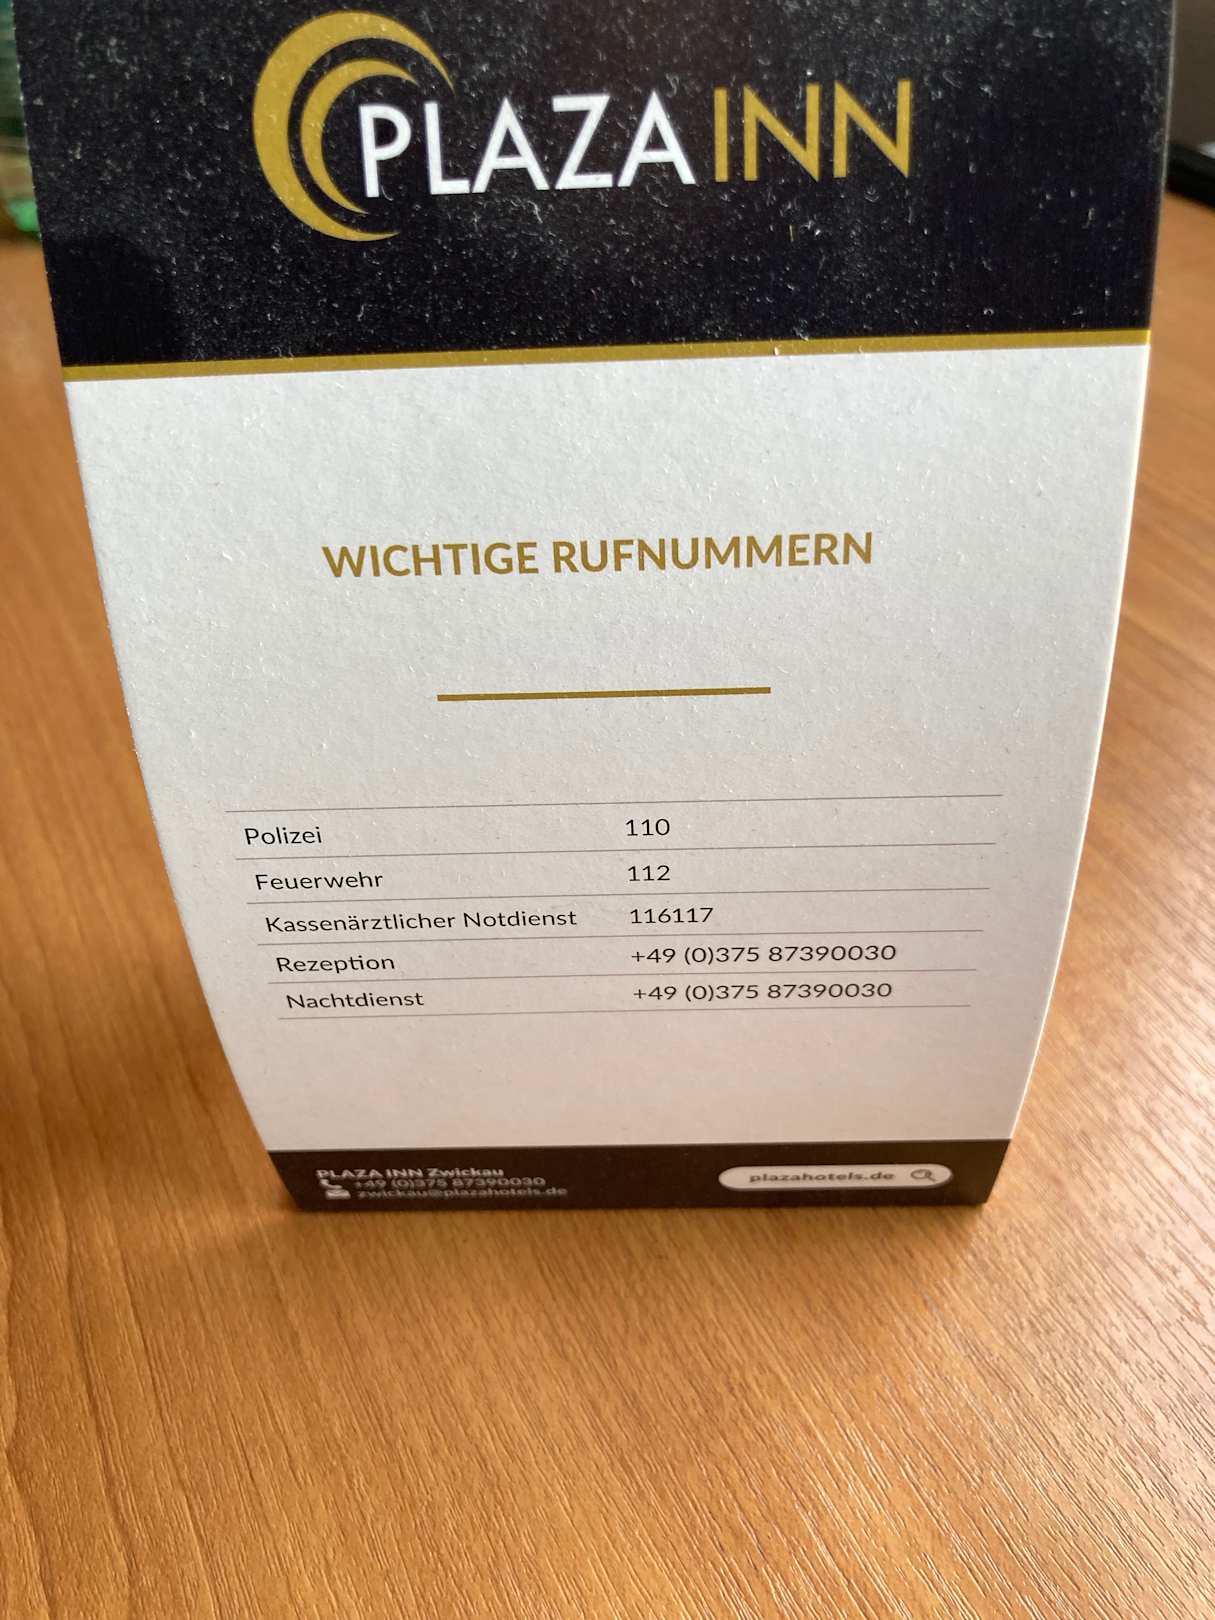 PLAZA INN
WICHTIGE RUFNUMMERN
Polizei 110
Feuerwehr 112
Kassenärztlicher Notdienst 116117
Rezeption +49 (0)375 87390030
Nachtdienst +49 (0)375 87390030
PLAZA INN Zwickau
+49 (0)375 87390030
zwickau@plazahotels.de
plazahotels.de